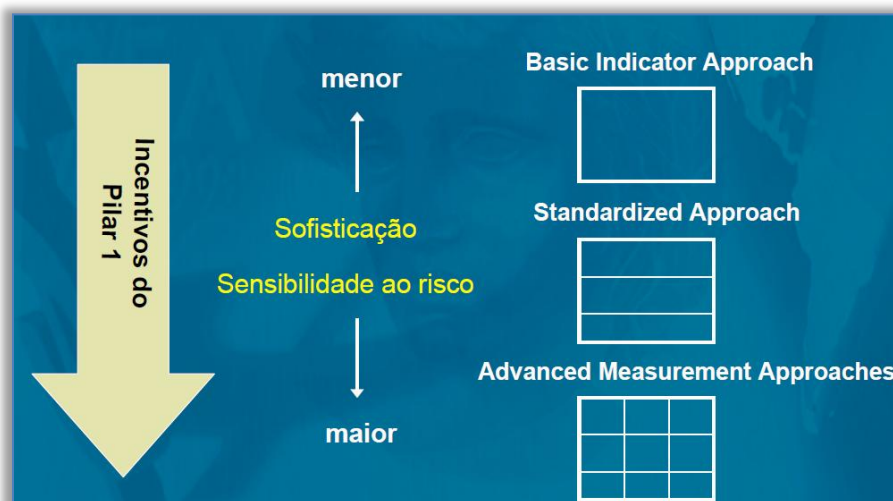 Incentivos do
Pilar 1
menor
Sofisticação
Sensibilidade ao risco
maior
Basic Indicator Approach
Standardized Approach
Advanced Measurement Approaches